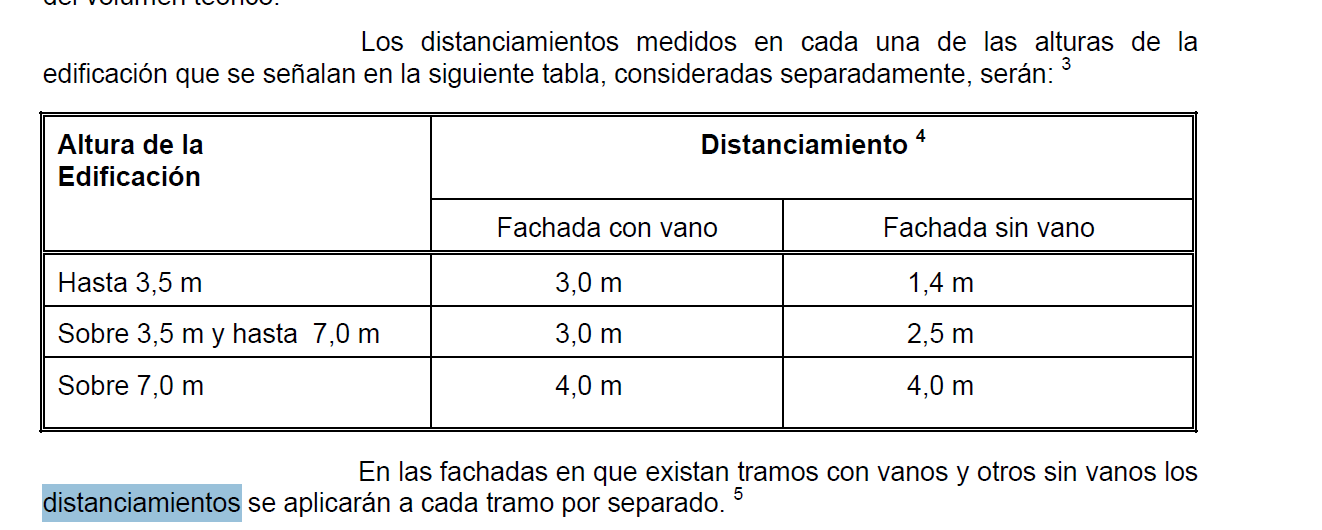 del volumen teórico.
Los distanciamientos medidos en cada una de las alturas de la
edificación que se señalan en la siguiente tabla, consideradas separadamente, serán: 3
Altura de la
Edificación
Distanciamiento 4
Fachada con vano
Fachada sin vano
Hasta 3,5 m
3,0 m
1,4 m
Sobre 3,5 m y hasta 7,0 m
3,0 m
2,5 m
Sobre 7,0 m
4,0 m
4,0 m
En las fachadas en que existan tramos con vanos y otros sin vanos los
distanciamientos se aplicarán a cada tramo por separado. 5